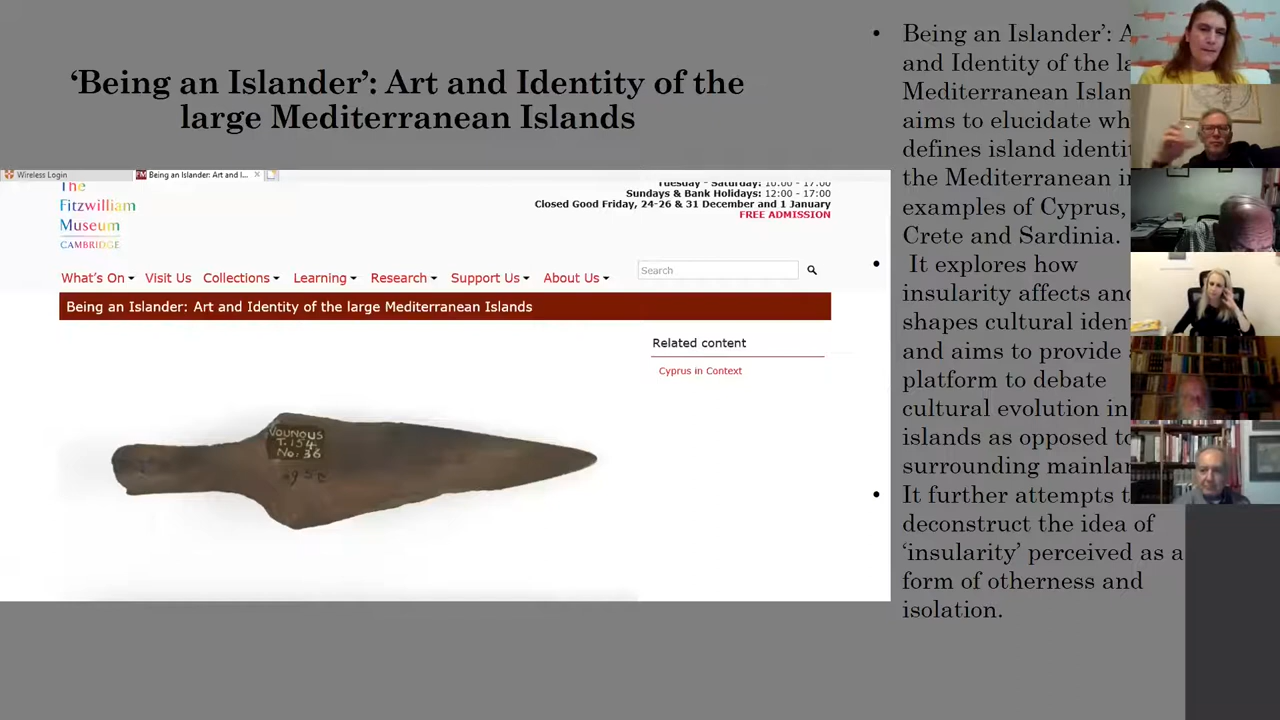 ‘Being an Islander’: Art and Identity of the
large Mediterranean Islands
Wireless Login
Being an Islander: Art and I...
The
Fitzwilliam
Museum
CAMBRIDGE
Tuesday - Saturday: 10:00 - 17:00
Sundays & Bank Holidays: 12:00 - 17:00
Closed Good Friday, 24-26 & 31 December and 1 January
FREE ADMISSION
What's On Visit Us Collections Learning Research Support Us About Us Search
Being an Islander: Art and Identity of the large Mediterranean Islands
Related content
Cyprus in Context
VOUNOUS
T.154
No. 36
• Being an Islander’:
and Identity of the
Mediterranean
aims to elucidate
defines island
the Mediterranean
examples of Cyprus,
Crete and Sardinia.
• It explores how
insularity affects
shapes cultural
and aims to provide
platform to debate
cultural evolution in
islands as opposed
surrounding
• It further attempts
deconstruct the idea of
‘insularity’ perceived as a
form of otherness and
isolation.